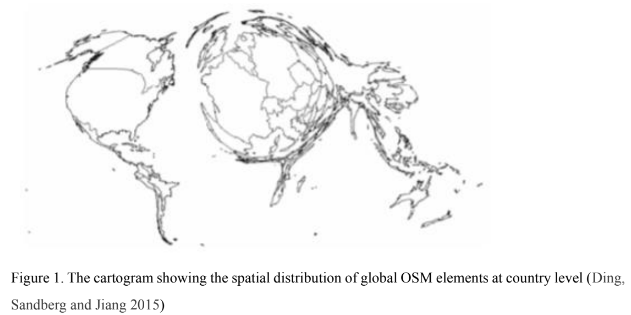 Figure 1. The cartogram showing the spatial distribution of global OSM elements at country level (Ding,
Sandberg and Jiang 2015)